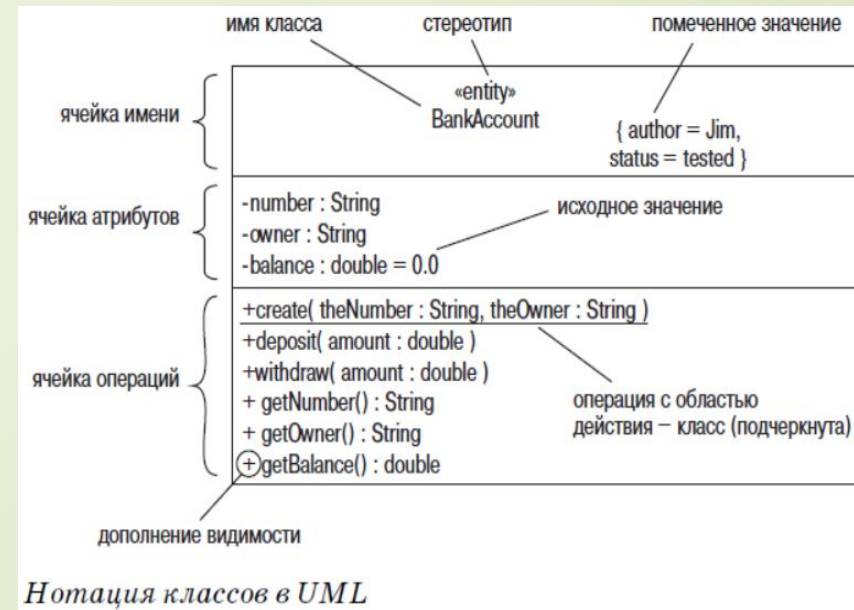 имя класса стереотип помеченное значение
«entity»
ячейка имени BankAccount { author = Jim,
status = tested }
ячейка атрибутов -number : String исходное значение
-owner : String
-balance : double = 0.0
+create( theNumber : String, theOwner : String )
+deposit( amount : double )
ячейка операций +withdraw( amount : double )
+ getNumber() : String операция с областью
+ getOwner() : String действия – класс (подчеркнута)
+getBalance() : double
дополнение видимости
Нотация классов в UML